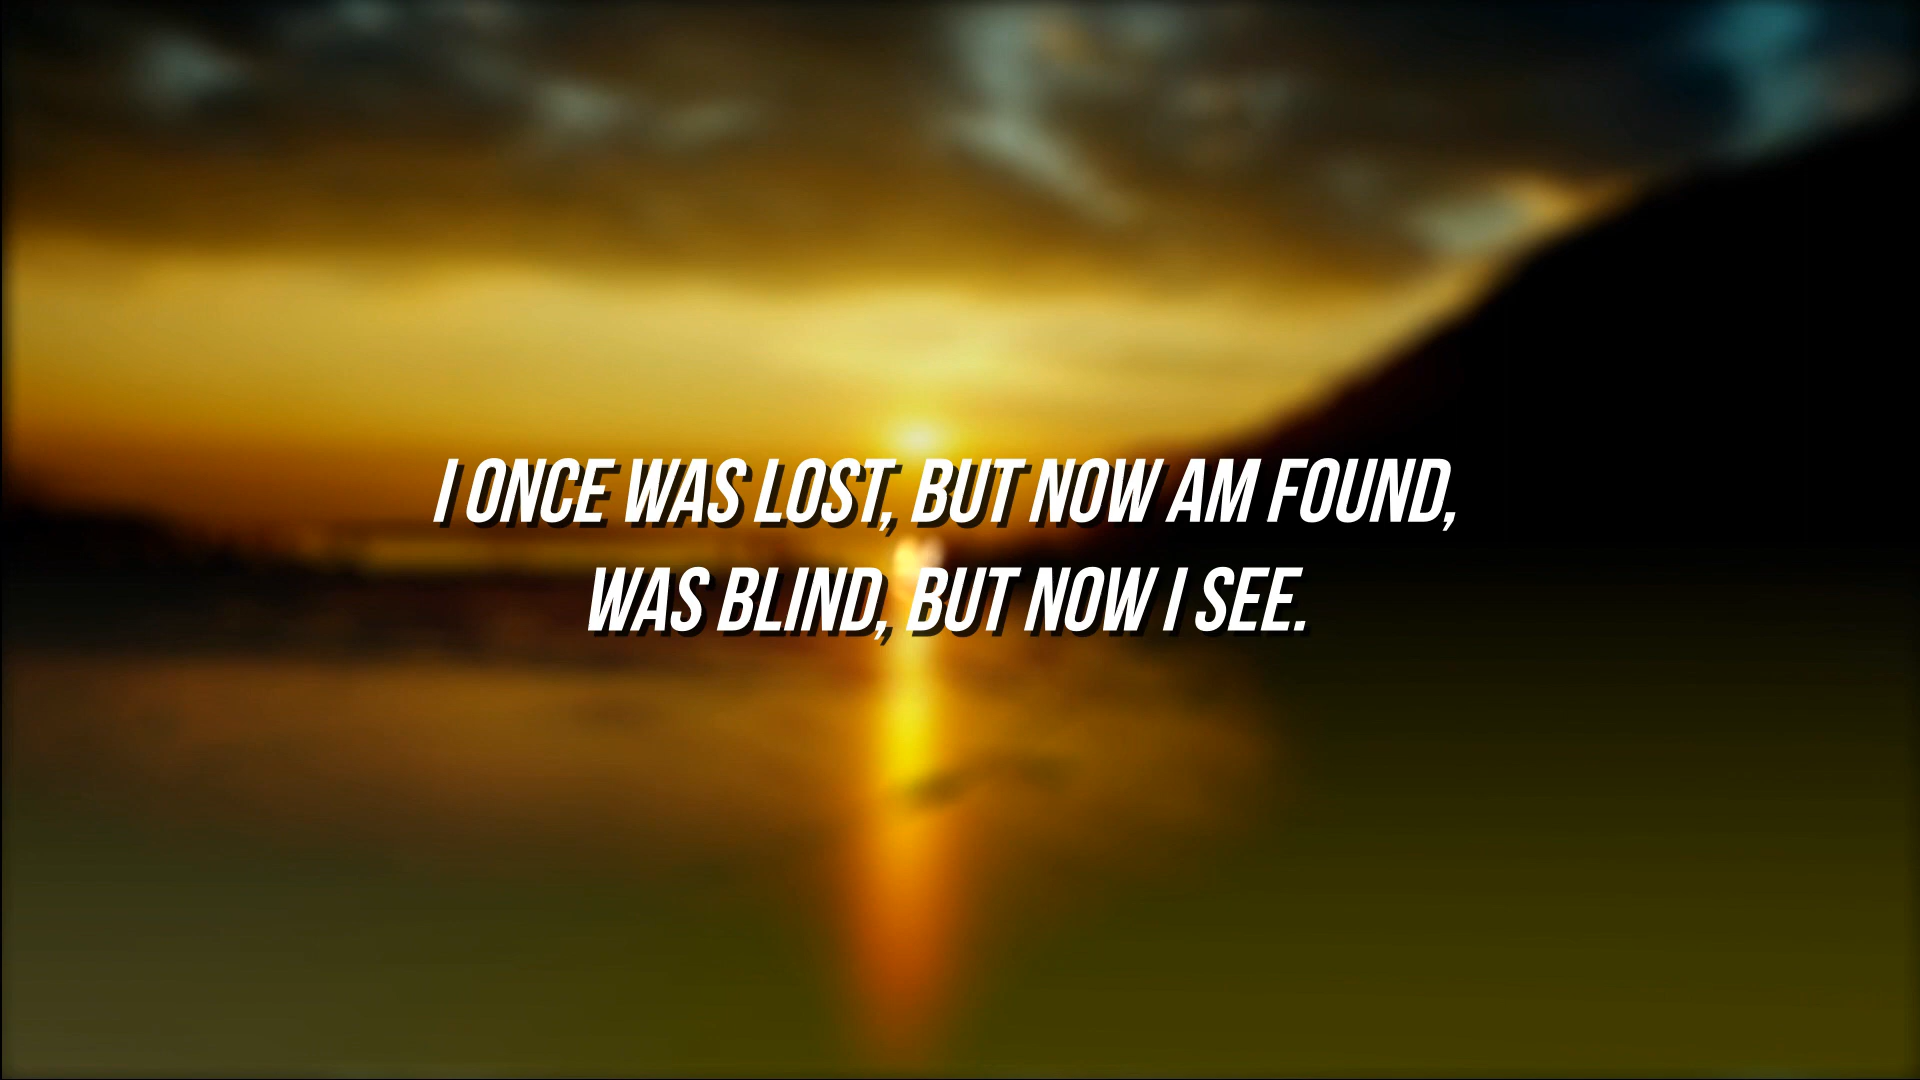 I ONCE WAS LOST, BUT NOW AM FOUND,
WAS BLIND, BUT NOW I SEE.